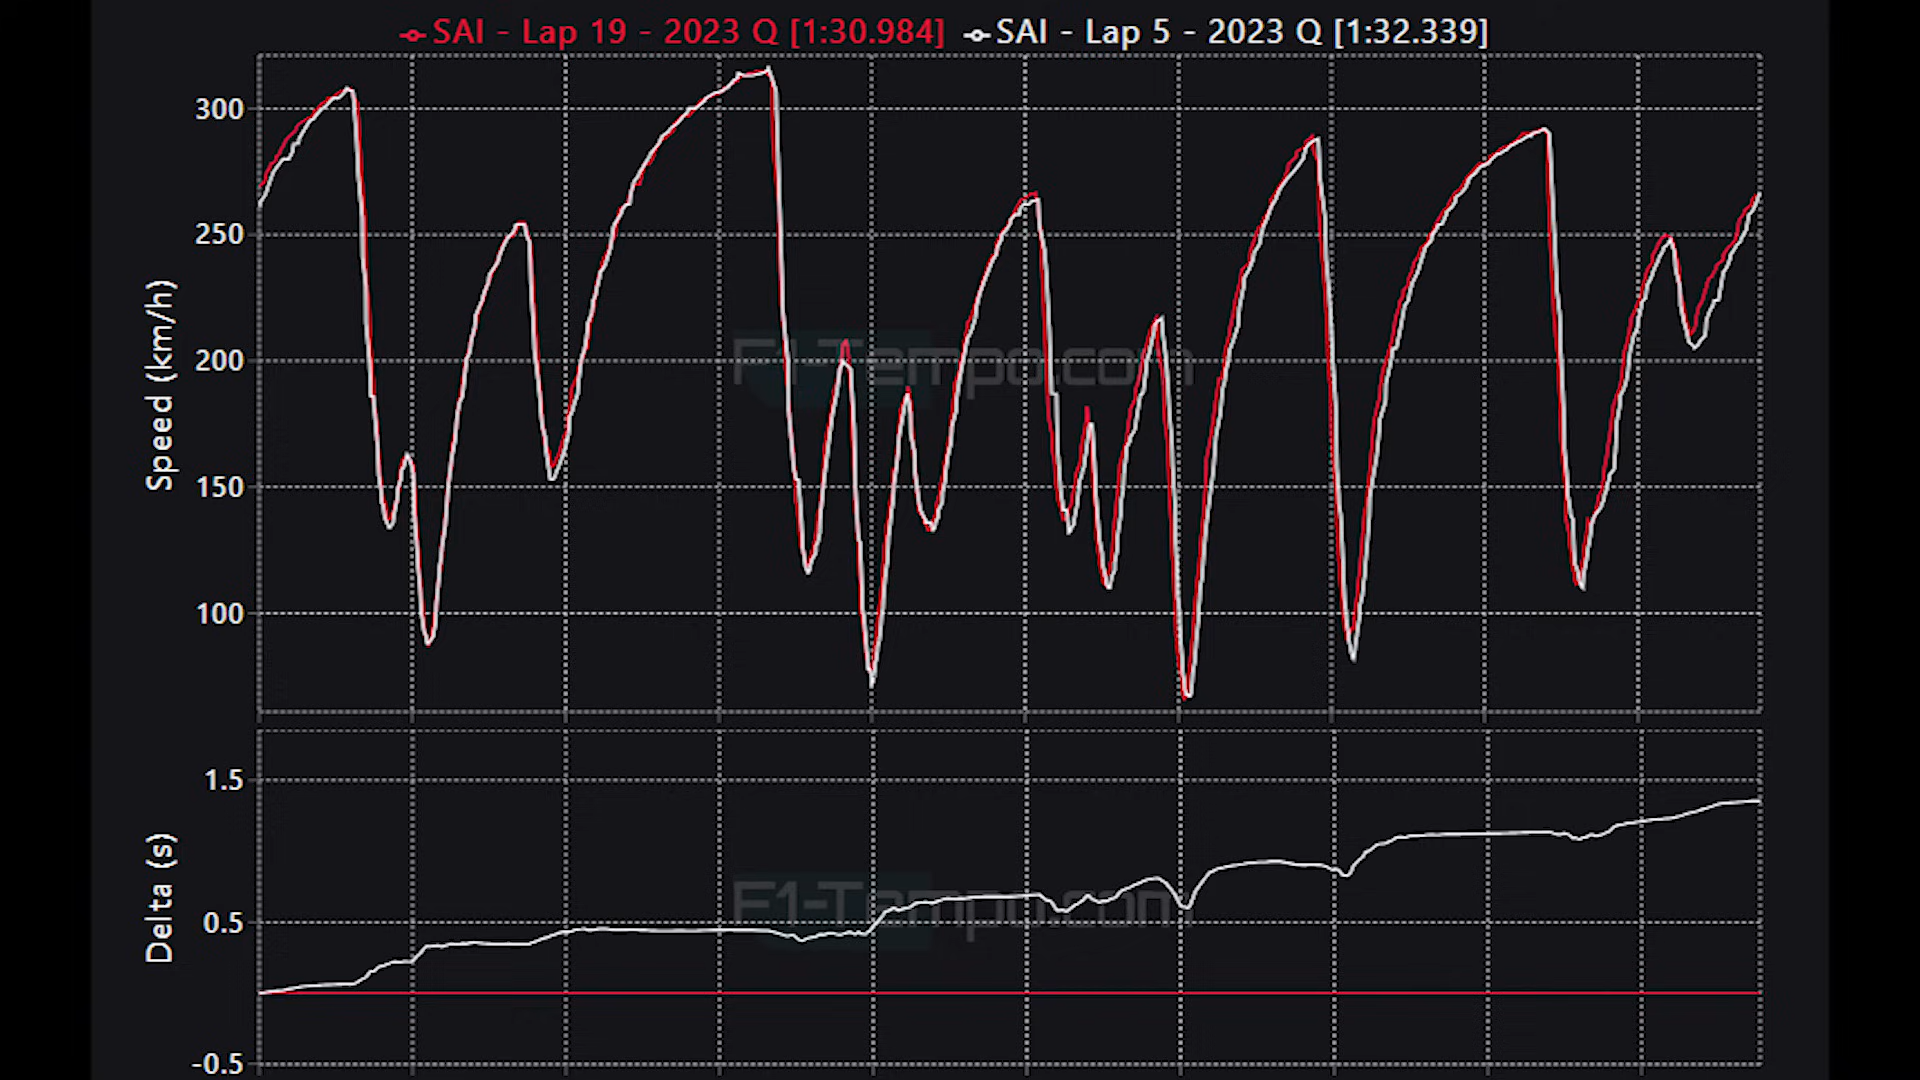 SAI - Lap 19 - 2023 Q [1:30.984] SAI - Lap 5 - 2023 Q [1:32.339]
300
250
200
150
100
Speed (km/h)
F1-Tempo.com
1.5
0.5
-0.5
Delta (s)
F1-Tempo.com